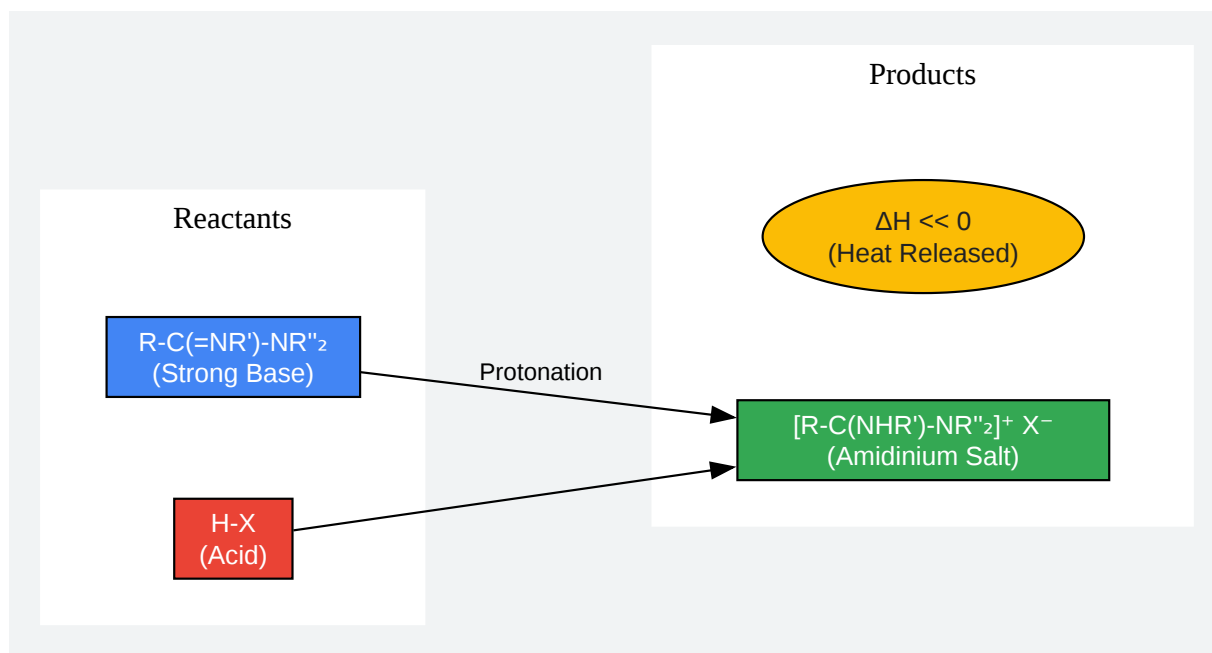 Reactants
R-C(=NR')-NR"₂
(Strong Base)
H-X
(Acid)
Protonation
Products
ΔH << 0
(Heat Released)
[R-C(NHR')-NR"₂]⁺ X⁻
(Amidinium Salt)